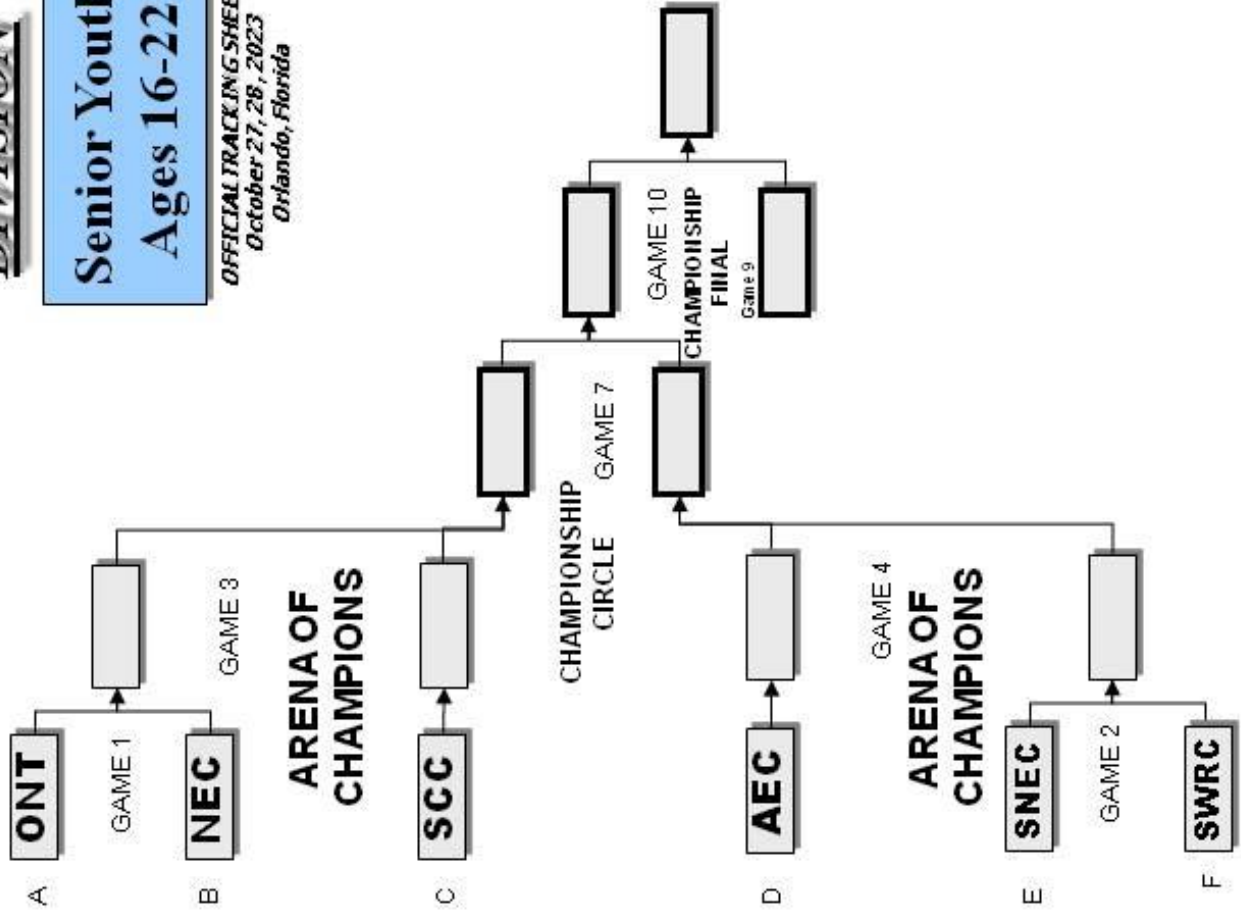 DIVISION
Senior Youth
Ages 16-22
OFFICIAL TRACKING SHEE
October 27, 28, 2023
Orlando, Florida
A
ONT
GAME 1
B
NEC
GAME 3
ARENA OF
CHAMPIONS
C
SCC
CHAMPIONSHIP
CIRCLE
GAME 7
GAME 10
CHAMPIONSHIP
FINAL
Game 9
D
AEC
GAME 4
ARENA OF
CHAMPIONS
E
SNEC
GAME 2
F
SWRC